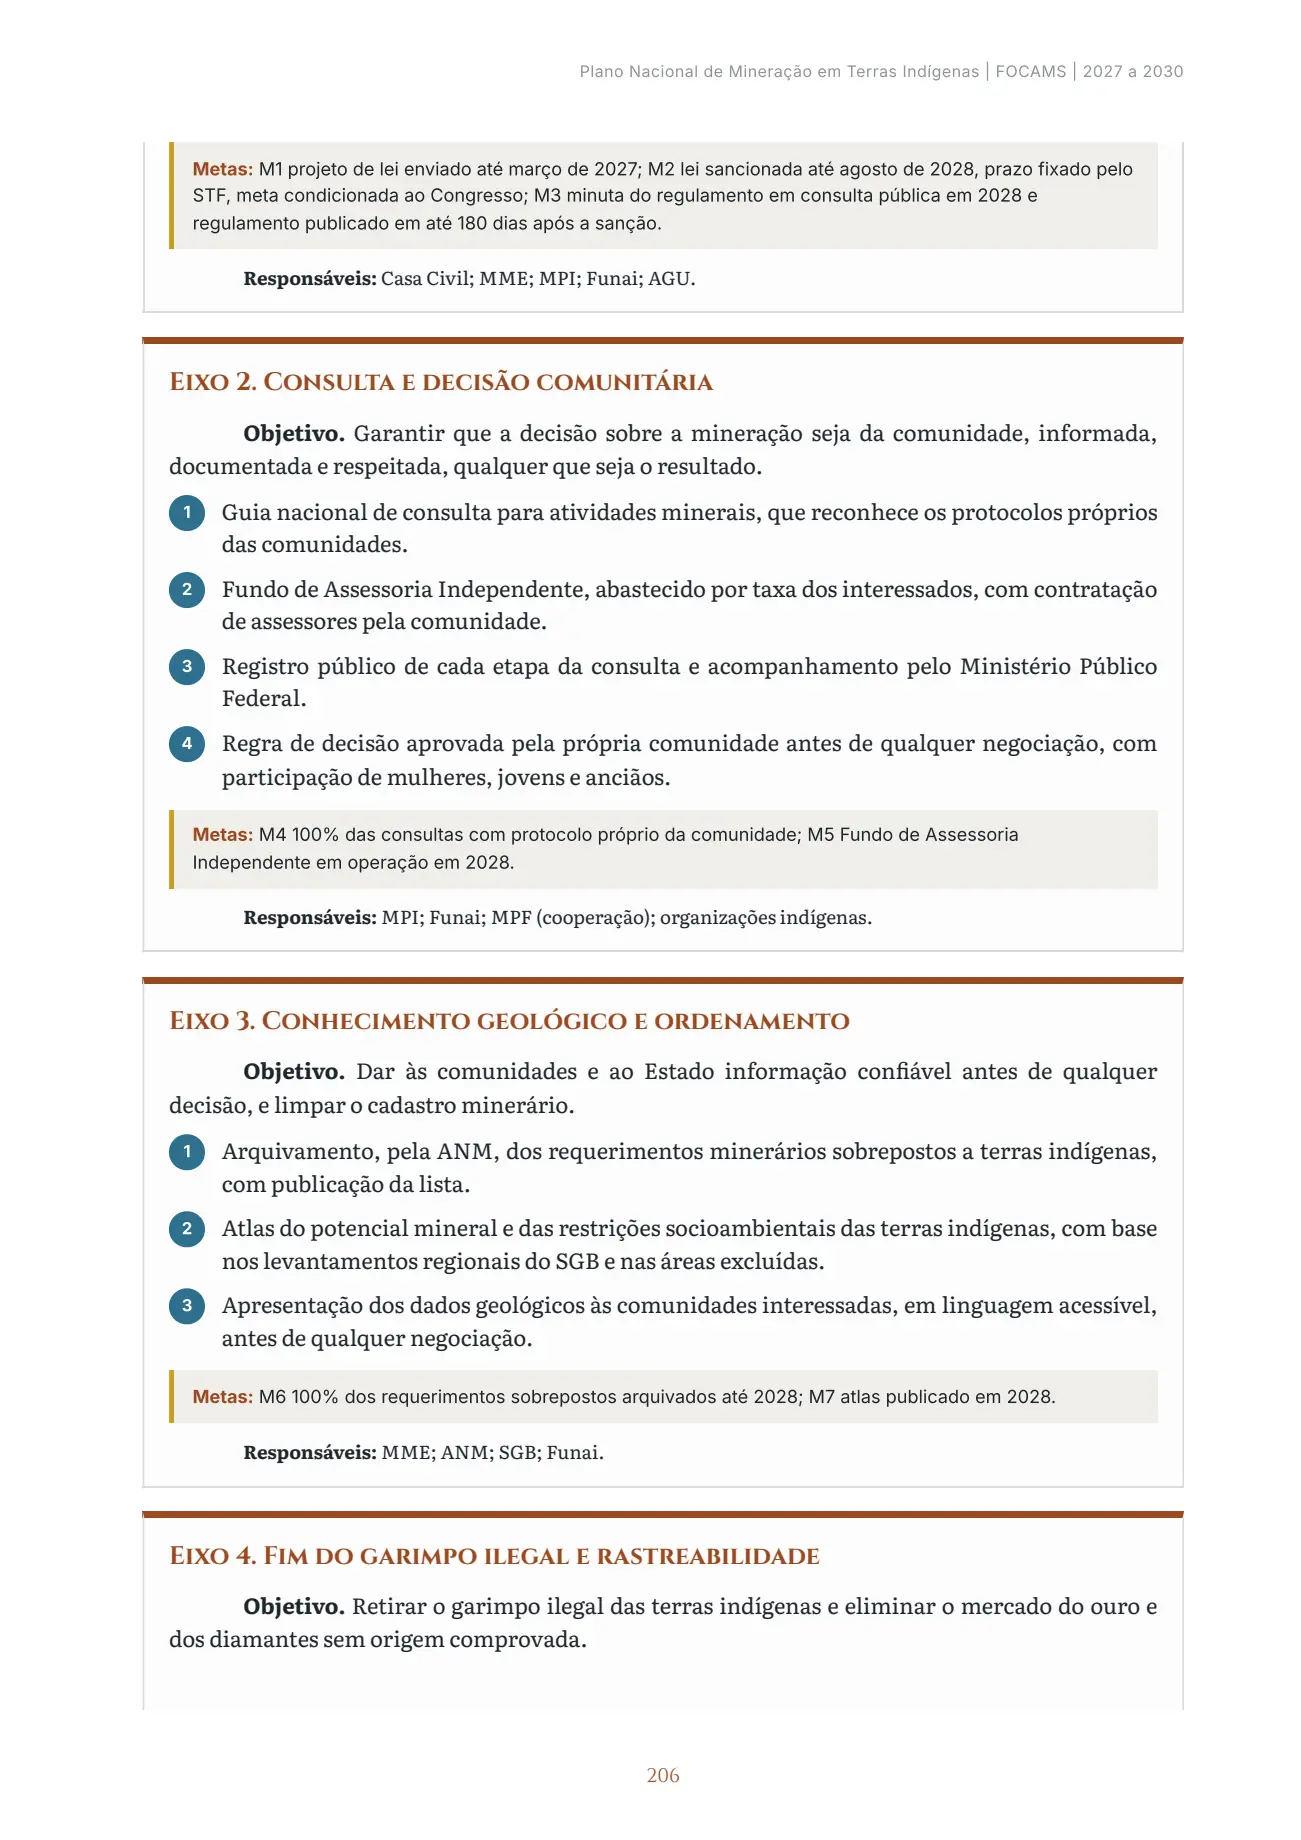 Plano Nacional de Mineração em Terras Indígenas | FOCAMS | 2027 a 2030
Metas: M1 projeto de lei enviado até março de 2027; M2 lei sancionada até agosto de 2028, prazo fixado pelo
STF, meta condicionada ao Congresso; M3 minuta do regulamento em consulta pública em 2028 e
regulamento publicado em até 180 dias após a sanção.
Responsáveis: Casa Civil; MME; MPI; Funai; AGU.
Eixo 2. Consulta e decisão comunitária
Objetivo. Garantir que a decisão sobre a mineração seja da comunidade, informada,
documentada e respeitada, qualquer que seja o resultado.
1 Guia nacional de consulta para atividades minerais, que reconhece os protocolos próprios
das comunidades.
2 Fundo de Assessoria Independente, abastecido por taxa dos interessados, com contratação
de assessores pela comunidade.
3 Registro público de cada etapa da consulta e acompanhamento pelo Ministério Público
Federal.
4 Regra de decisão aprovada pela própria comunidade antes de qualquer negociação, com
participação de mulheres, jovens e anciãos.
Metas: M4 100% das consultas com protocolo próprio da comunidade; M5 Fundo de Assessoria
Independente em operação em 2028.
Responsáveis: MPI; Funai; MPF (cooperação); organizações indígenas.
Eixo 3. Conhecimento geológico e ordenamento
Objetivo. Dar às comunidades e ao Estado informação confiável antes de qualquer
decisão, e limpar o cadastro minerário.
1 Arquivamento, pela ANM, dos requerimentos minerários sobrepostos a terras indígenas,
com publicação da lista.
2 Atlas do potencial mineral e das restrições socioambientais das terras indígenas, com base
nos levantamentos regionais do SGB e nas áreas excluídas.
3 Apresentação dos dados geológicos às comunidades interessadas, em linguagem acessível,
antes de qualquer negociação.
Metas: M6 100% dos requerimentos sobrepostos arquivados até 2028; M7 atlas publicado em 2028.
Responsáveis: MME; ANM; SGB; Funai.
Eixo 4. Fim do garimpo ilegal e rastreabilidade
Objetivo. Retirar o garimpo ilegal das terras indígenas e eliminar o mercado do ouro e
dos diamantes sem origem comprovada.
206